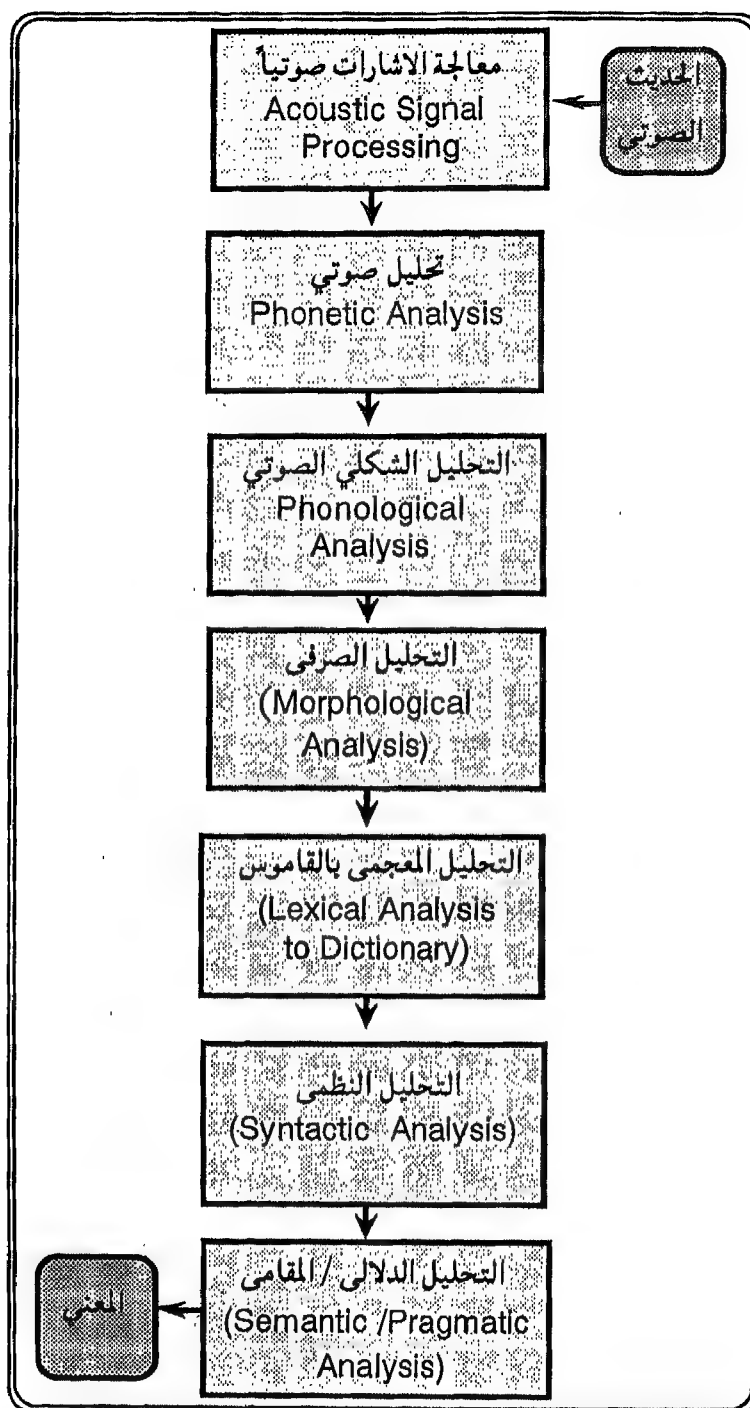 الحديث
الصوتي
معالجة الاشارات صوتياً
Acoustic Signal
Processing
تحليل صوتي
Phonetic Analysis
التحليل الشكلي الصوتي
Phonological
Analysis
التحليل الصرفى
(Morphological
Analysis)
التحليل المعجمى بالقاموس
(Lexical Analysis
to Dictionary)
التحليل النظمى
(Syntactic Analysis)
التحليل الدلالى / المقامى
(Semantic /Pragmatic
Analysis)
المعني